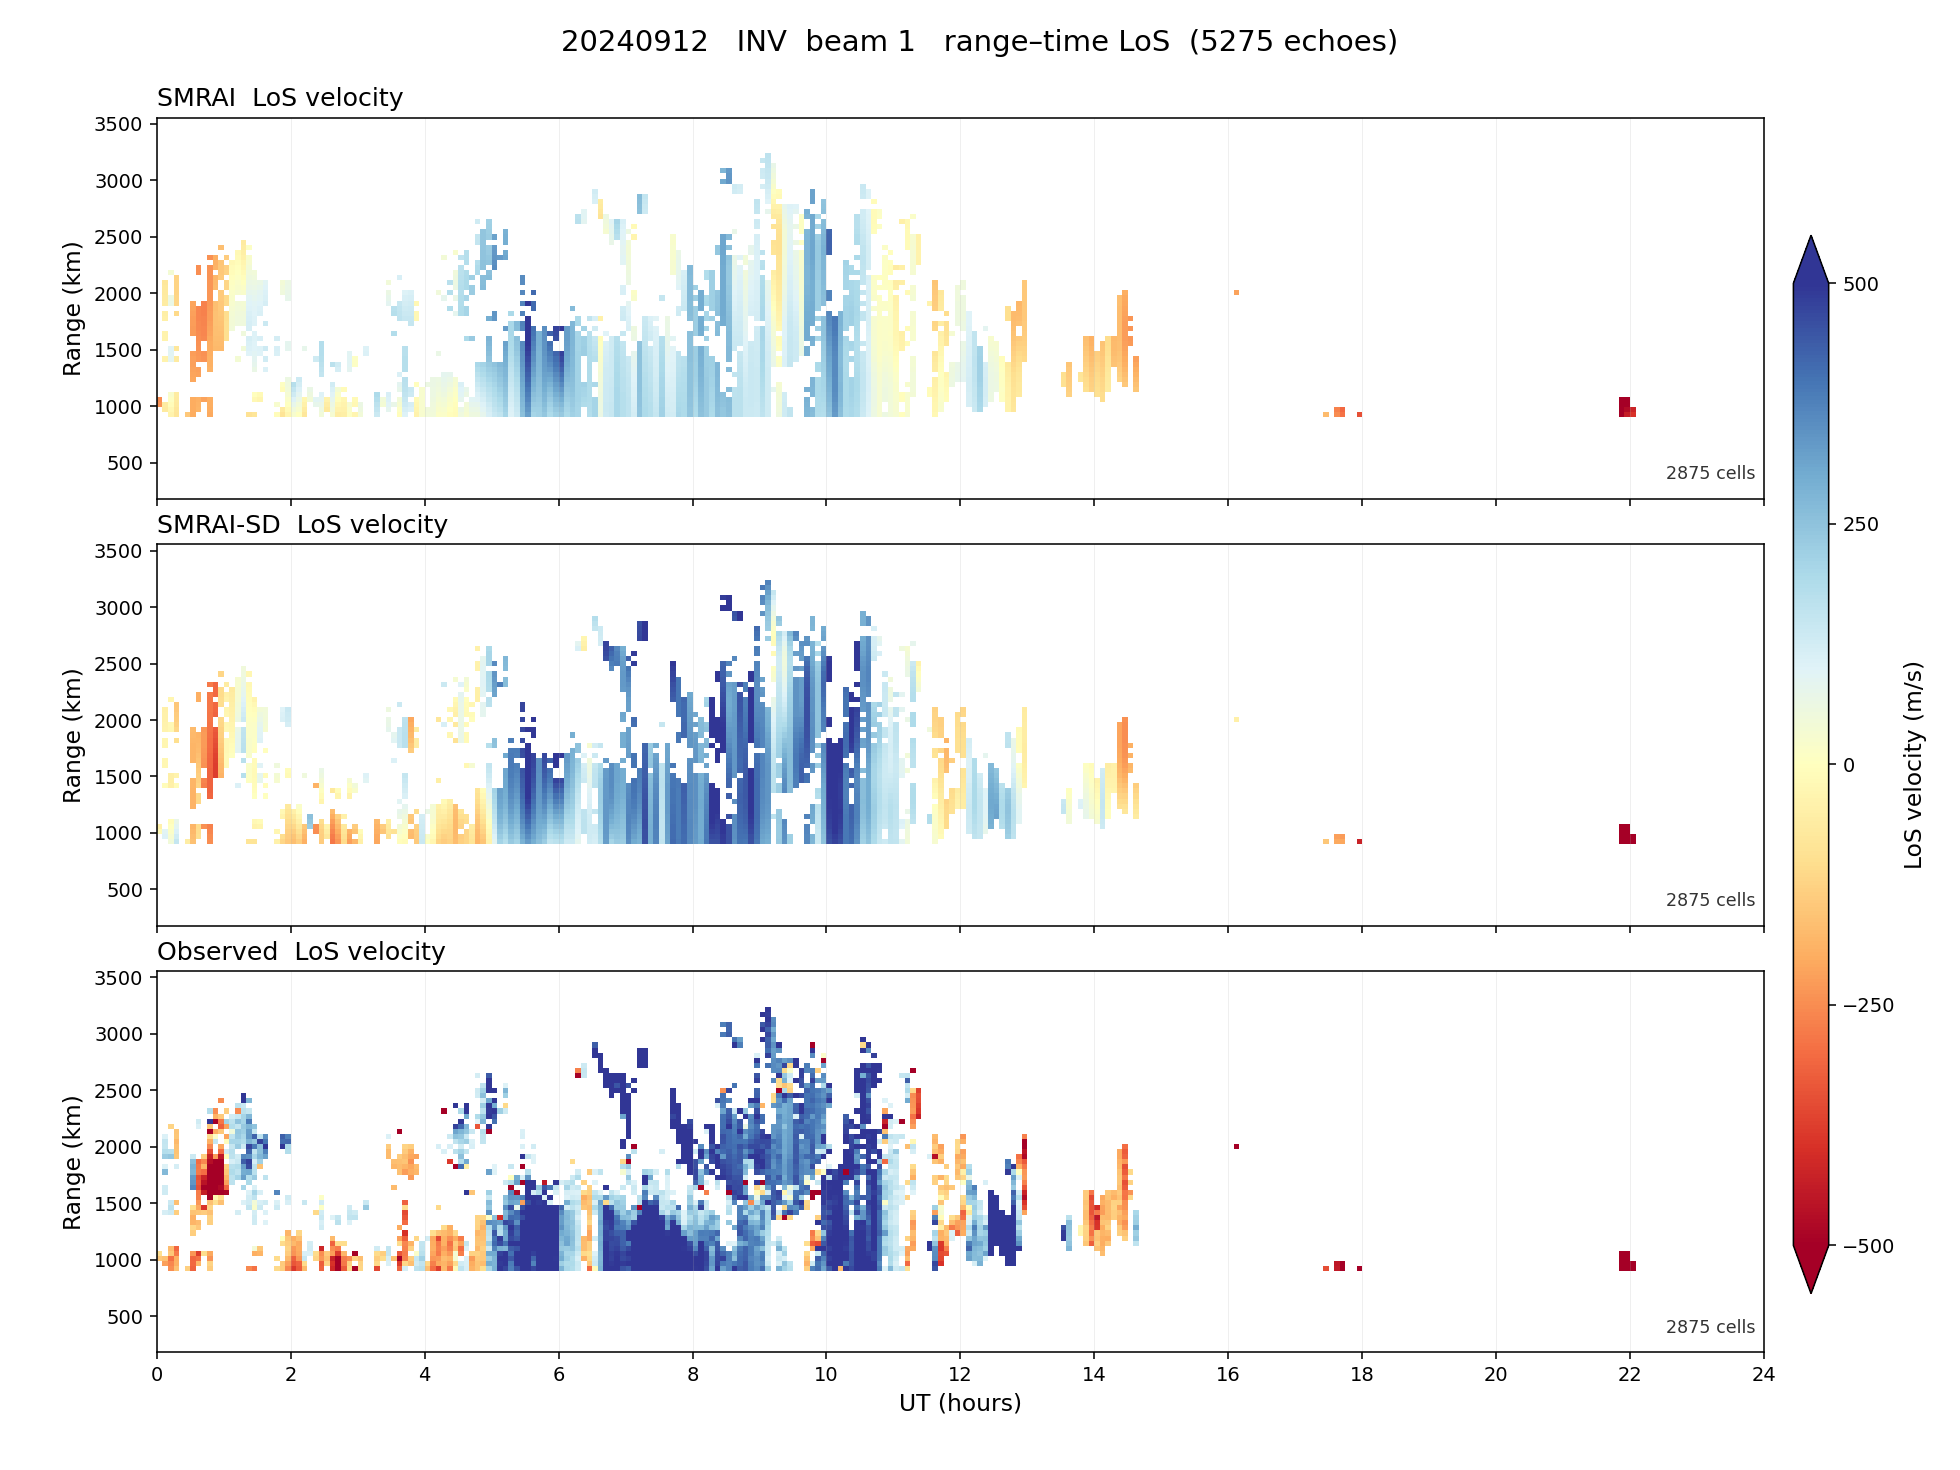 20240912   INV  beam 1   range–time LoS  (5275 echoes)
SMRAI  LoS velocity
3500
3000
2500
2000
1500
1000
500
Range (km)
2875 cells
SMRAI-SD  LoS velocity
3500
3000
2500
2000
1500
1000
500
Range (km)
2875 cells
Observed  LoS velocity
3500
3000
2500
2000
1500
1000
500
Range (km)
2875 cells
0 2 4 6 8 10 12 14 16 18 20 22 24
UT (hours)
500
250
0
−250
−500
LoS velocity (m/s)